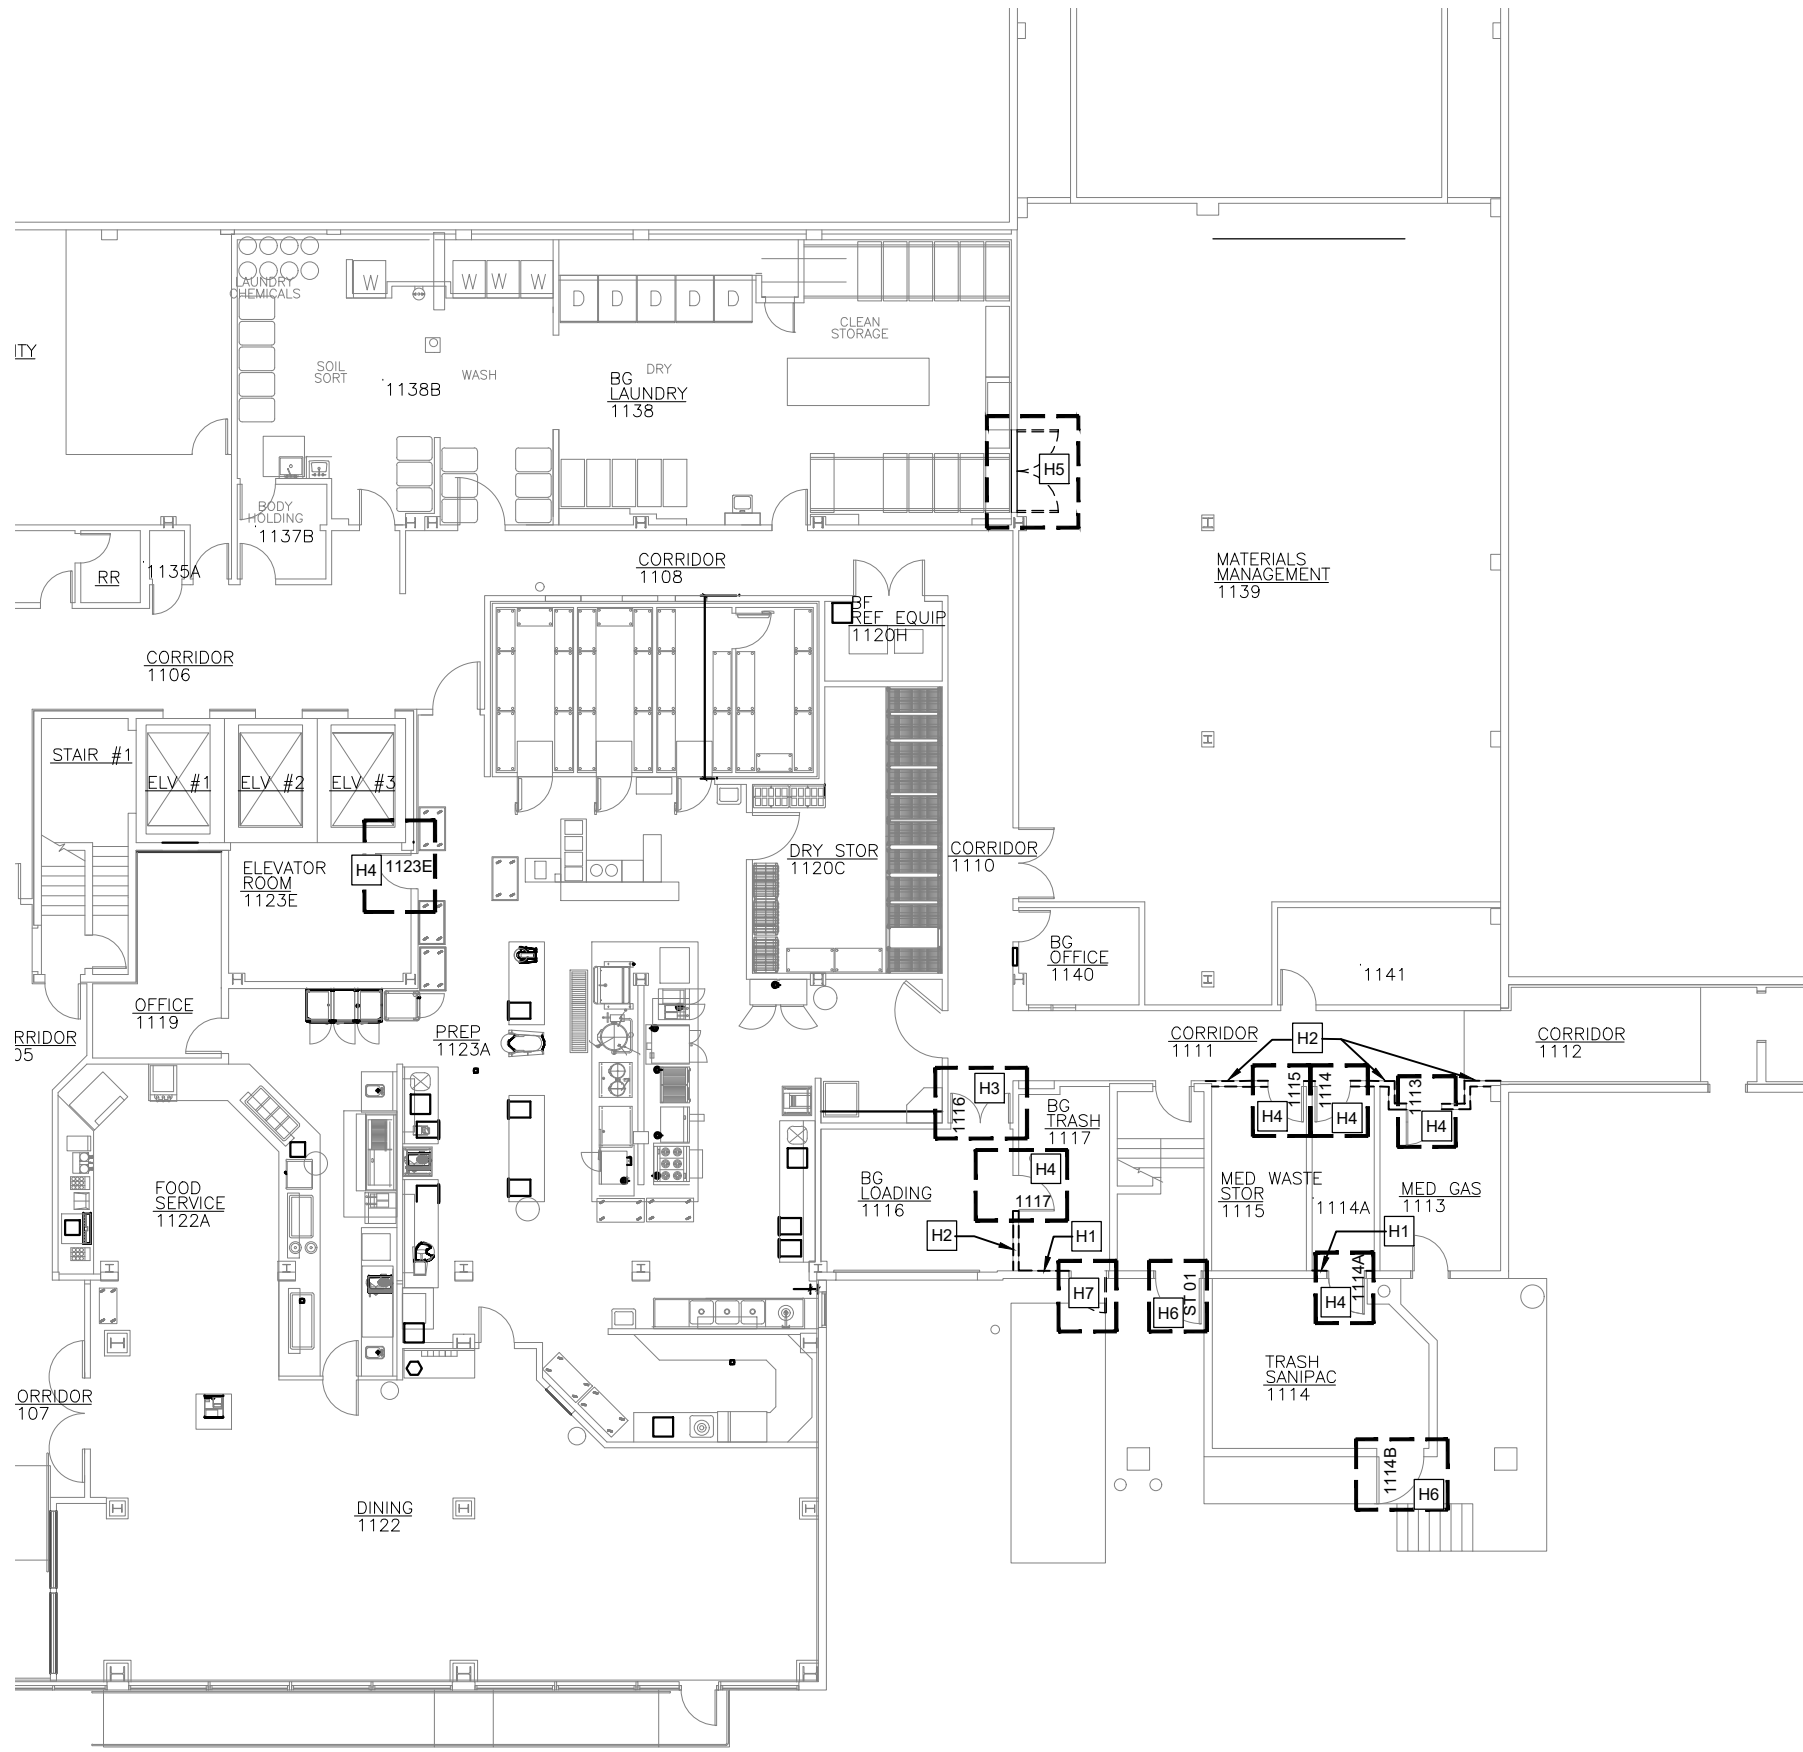 LAUNDRY
CHEMICALS
W
W W W
D D D D D
CLEAN
STORAGE
ITY
SOIL
SORT
1138B
WASH
DRY
BG
LAUNDRY
1138
H5
BODY
HOLDING
1137B
RR
1135A
CORRIDOR
1108
MATERIALS
MANAGEMENT
1139
BF
REF EQUIP
1120H
CORRIDOR
1106
STAIR #1
ELV #1
ELV #2
ELV #3
ELEVATOR
ROOM
1123E
H4
1123E
DRY STOR
1120C
CORRIDOR
1110
BG
OFFICE
1140
1141
OFFICE
1119
RRIDOR
05
PREP
1123A
CORRIDOR
1111
H2
CORRIDOR
1112
H3
1116
BG
TRASH
1117
1115
H4
1114
H4
1113
H4
FOOD
SERVICE
1122A
BG
LOADING
1116
H4
1117
MED WASTE
STOR
1115
1114A
MED GAS
1113
H2
H1
H1
H7
H6
ST01
H4
1114A
TRASH
SANIPAC
1114
ORRIDOR
107
1114B
H6
DINING
1122